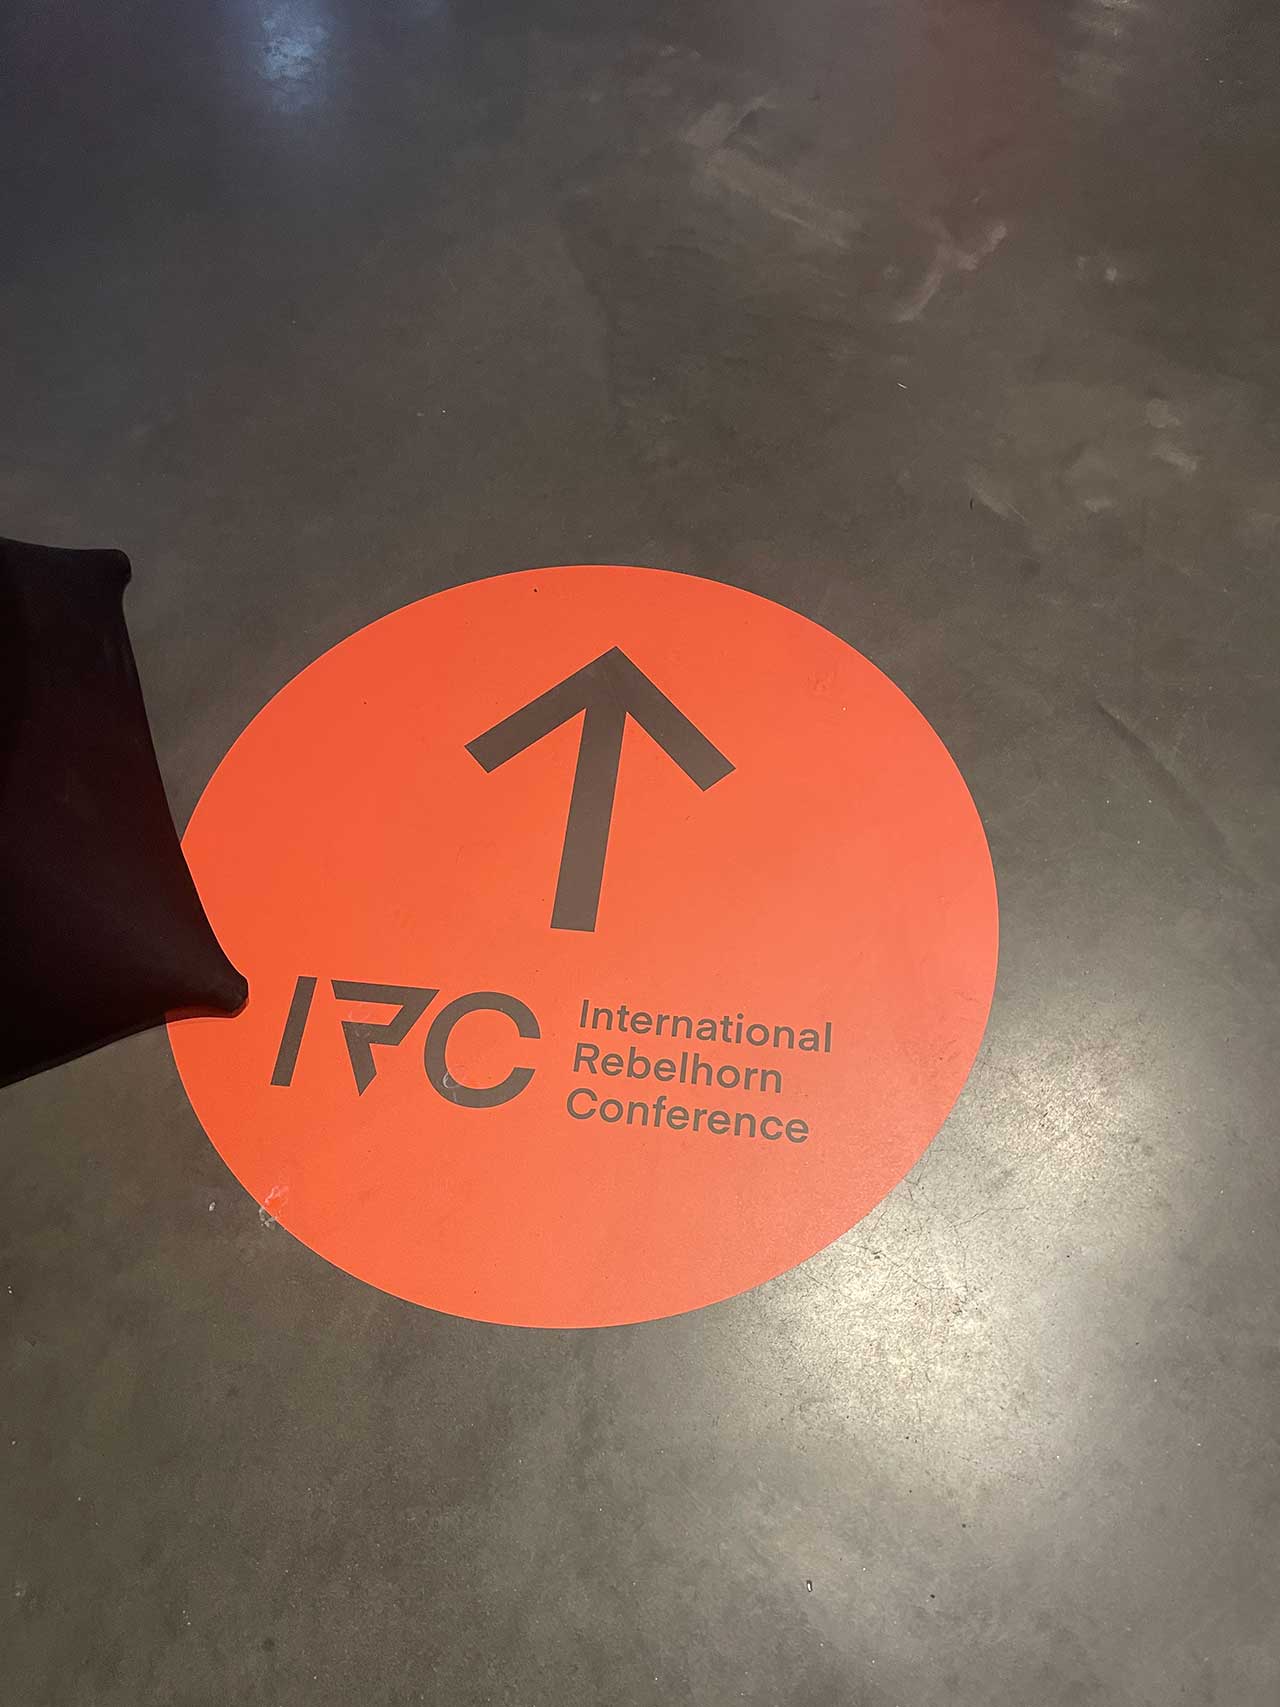 IRC
International
Rebelhorn
Conference